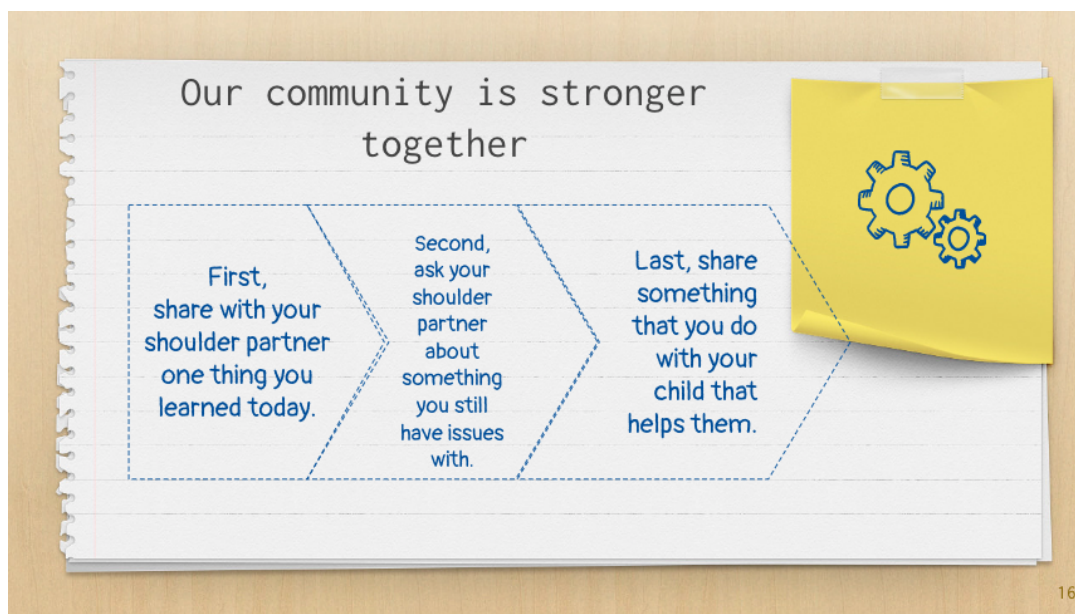 Our community is stronger
together
First,
share with your
shoulder partner
one thing you
learned today.
Second,
ask your
shoulder
partner
about
something
you still
have issues
with.
Last, share
something
that you do
with your
child that
helps them.
16